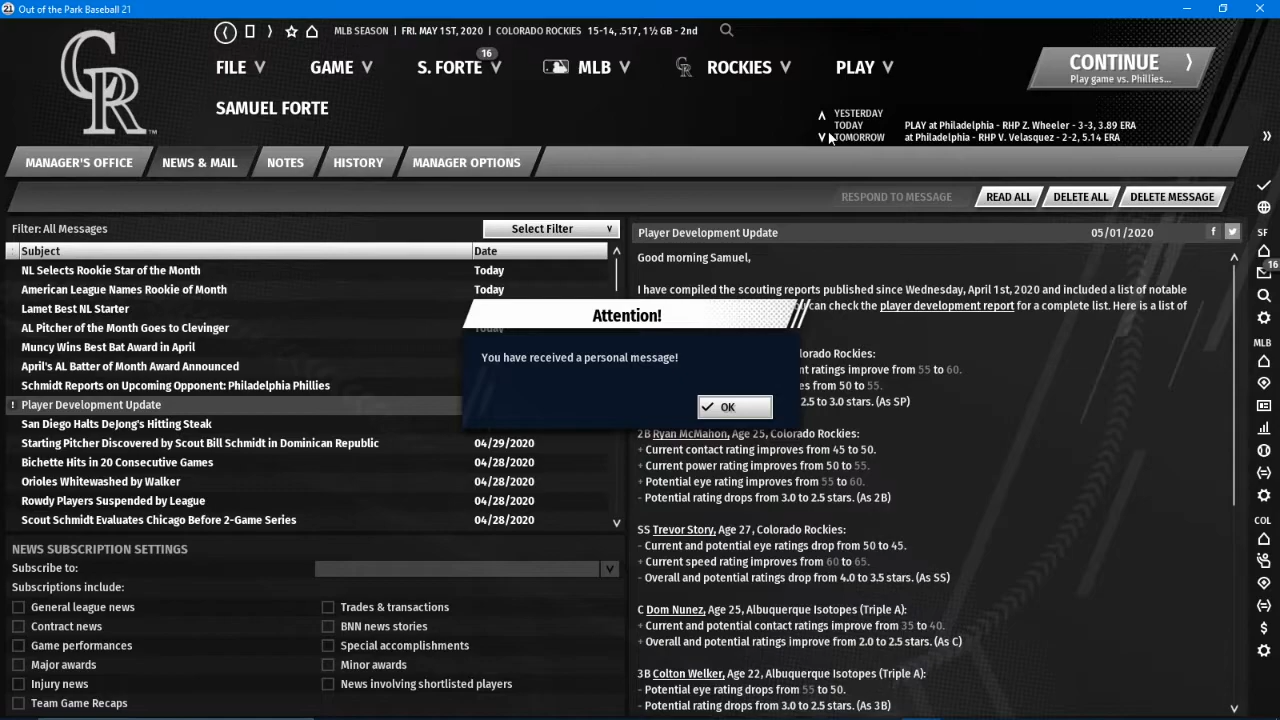 21 Out of the Park Baseball 21
MLB SEASON | FRI. MAY 1ST, 2020 | COLORADO ROCKIES 15-14, .517, 1½ GB - 2nd
16
FILE GAME S. FORTE MLB ROCKIES PLAY
CONTINUE
Play game vs. Phillies...
SAMUEL FORTE
YESTERDAY
TODAY PLAY at Philadelphia - RHP Z. Wheeler - 3-3, 3.89 ERA
TOMORROW at Philadelphia - RHP V. Velasquez - 2-2, 5.14 ERA
MANAGER'S OFFICE NEWS & MAIL NOTES HISTORY MANAGER OPTIONS
RESPOND TO MESSAGE READ ALL DELETE ALL DELETE MESSAGE
Filter: All Messages Select Filter
Subject Date
NL Selects Rookie Star of the Month Today
American League Names Rookie of Month Today
Lamet Best NL Starter
AL Pitcher of the Month Goes to Clevinger Today
Muncy Wins Best Bat Award in April
April's AL Batter of Month Award Announced
Schmidt Reports on Upcoming Opponent: Philadelphia Phillies
! Player Development Update
San Diego Halts DeJong's Hitting Steak
Starting Pitcher Discovered by Scout Bill Schmidt in Dominican Republic 04/29/2020
Bichette Hits in 20 Consecutive Games 04/28/2020
Orioles Whitewashed by Walker 04/28/2020
Rowdy Players Suspended by League 04/28/2020
Scout Schmidt Evaluates Chicago Before 2-Game Series 04/28/2020
NEWS SUBSCRIPTION SETTINGS
Subscribe to:
Subscriptions include:
General league news Trades & transactions
Contract news BNN news stories
Game performances Special accomplishments
Major awards Minor awards
Injury news News involving shortlisted players
Team Game Recaps
Attention!
You have received a personal message!
OK
Player Development Update 05/01/2020
Good morning Samuel,
I have compiled the scouting reports published since Wednesday, April 1st, 2020 and included a list of notable
can check the player development report for a complete list. Here is a list of
olorado Rockies:
nt ratings improve from 55 to 60.
es from 50 to 55.
2.5 to 3.0 stars. (As SP)
2B Ryan McMahon, Age 25, Colorado Rockies:
+ Current contact rating improves from 45 to 50.
+ Current power rating improves from 50 to 55.
+ Potential eye rating improves from 55 to 60.
- Potential rating drops from 3.0 to 2.5 stars. (As 2B)
SS Trevor Story, Age 27, Colorado Rockies:
- Current and potential eye ratings drop from 50 to 45.
+ Current speed rating improves from 60 to 65.
- Overall and potential ratings drop from 4.0 to 3.5 stars. (As SS)
C Dom Nunez, Age 25, Albuquerque Isotopes (Triple A):
+ Current and potential contact ratings improve from 35 to 40.
+ Overall and potential ratings improve from 2.0 to 2.5 stars. (As C)
3B Colton Welker, Age 22, Albuquerque Isotopes (Triple A):
- Potential eye rating drops from 55 to 50.
- Potential rating drops from 3.0 to 2.5 stars. (As 3B)
SF
16
MLB
COL